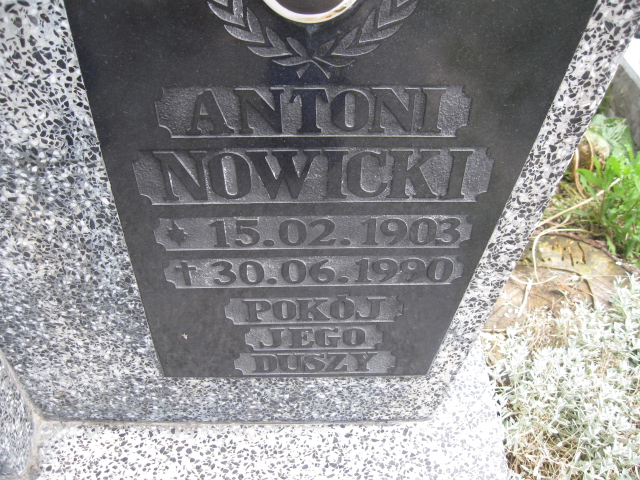 ANTONI
NOWICKI
* 15.02.1903
† 30.06.1990
POKÓJ
JEGO
DUSZY